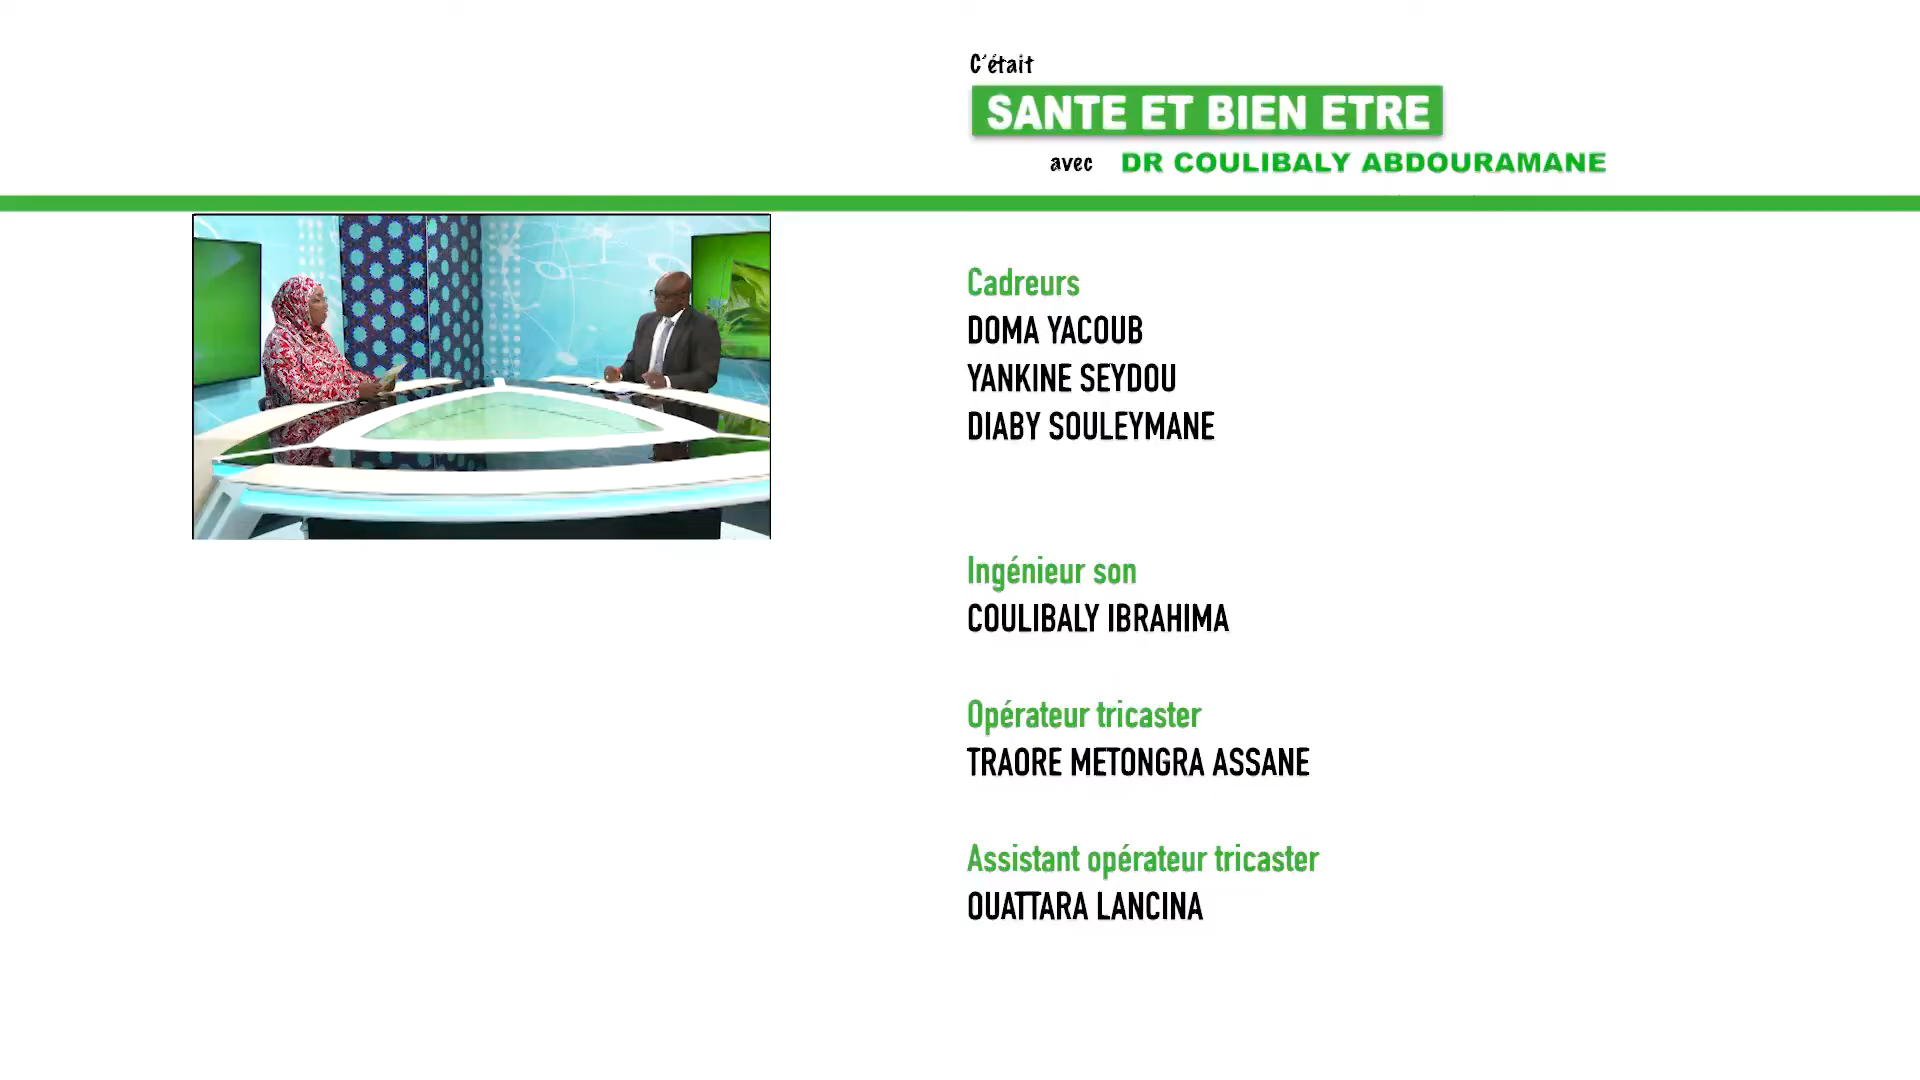 C'était
SANTE ET BIEN ETRE
avec DR COULIBALY ABDOURAMANE
Cadreurs
DOMA YACOUB
YANKINE SEYDOU
DIABY SOULEYMANE
Ingénieur son
COULIBALY IBRAHIMA
Opérateur tricaster
TRAORE METONGRA ASSANE
Assistant opérateur tricaster
OUATTARA LANCINA